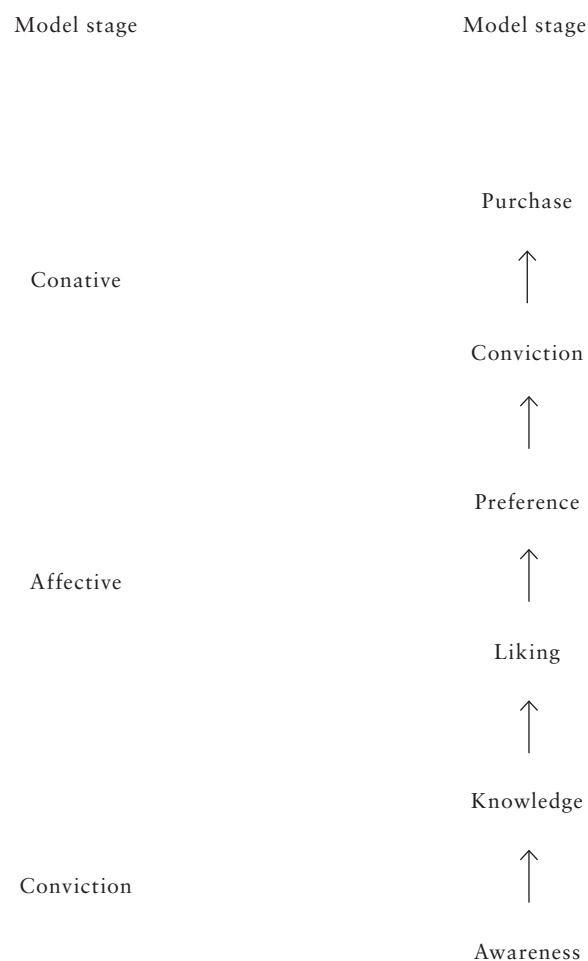 Model stage
Model stage
Purchase
Conative
Conviction
Preference
Affective
Liking
Knowledge
Conviction
Awareness